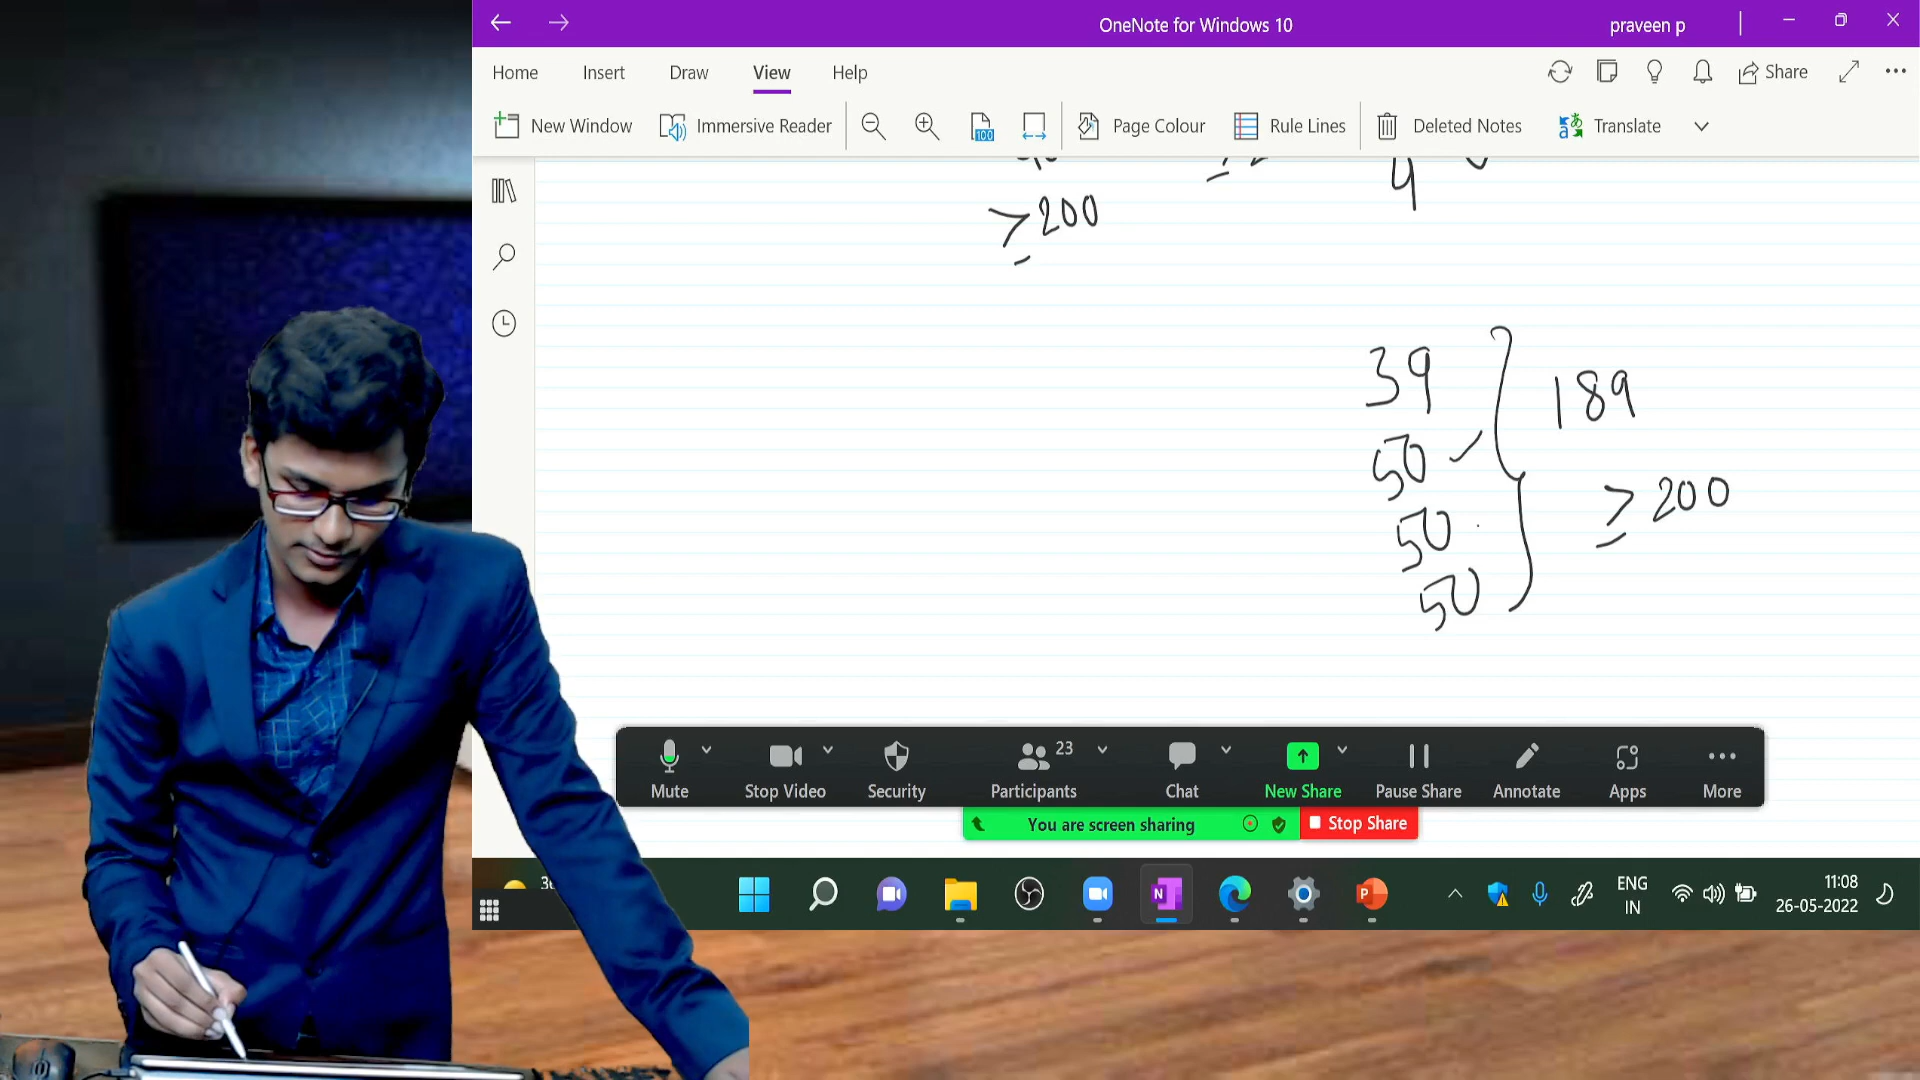 OneNote for Windows 10
praveen p
Home Insert Draw View Help
Share
New Window
Immersive Reader
100
Page Colour
Rule Lines
Deleted Notes
Translate
≥200
4
39
50
50
50
189
≥ 200
Mute
Stop Video
Security
23
Participants
Chat
New Share
Pause Share
Annotate
Apps
More
You are screen sharing
Stop Share
ENG
IN
11:08
26-05-2022